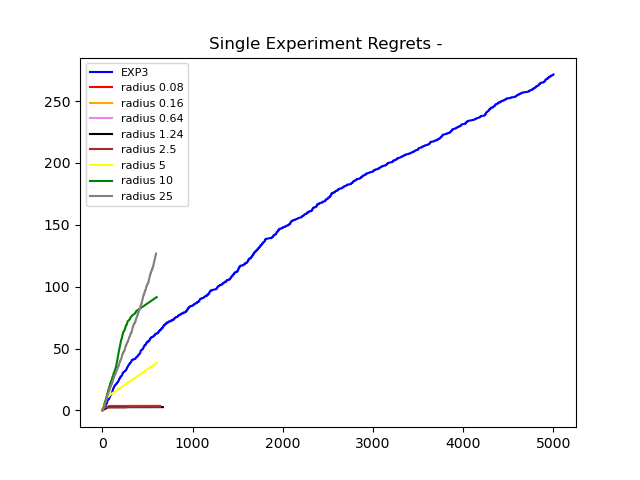 Single Experiment Regrets -
EXP3
radius 0.08
radius 0.16
radius 0.64
radius 1.24
radius 2.5
radius 5
radius 10
radius 25
250
200
150
100
50
0
0 1000 2000 3000 4000 5000